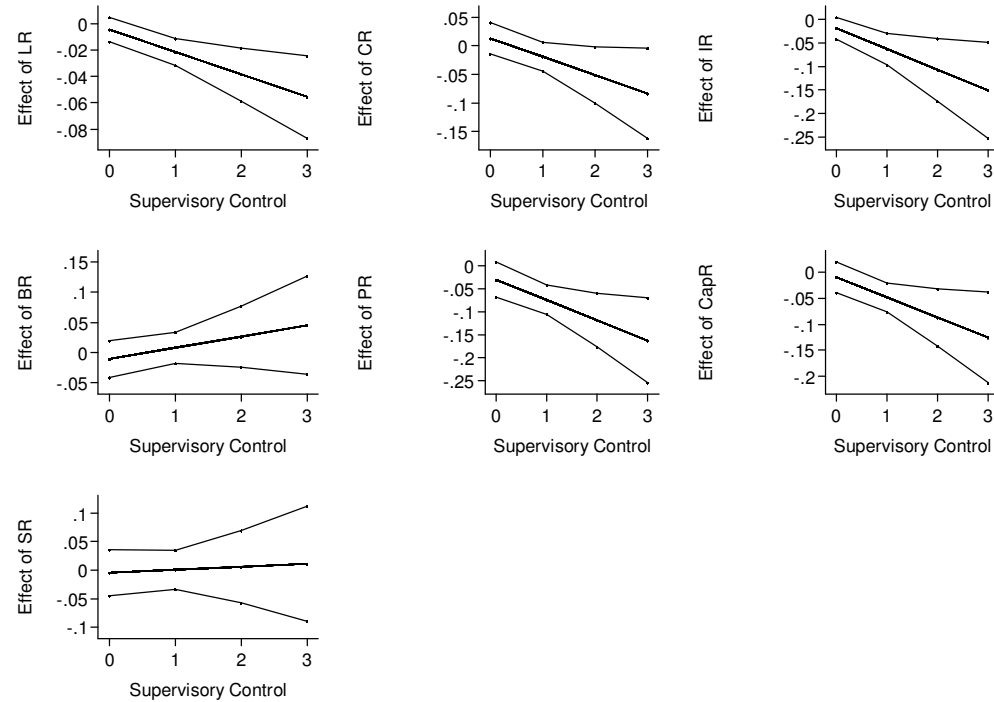 Effect of LR
0
-.02
-.04
-.06
-.08
0 1 2 3
Supervisory Control
Effect of CR
.05
0
-.05
-.1
-.15
0 1 2 3
Supervisory Control
Effect of IR
0
-.05
-.1
-.15
-.2
-.25
0 1 2 3
Supervisory Control
Effect of BR
.15
.1
.05
0
-.05
0 1 2 3
Supervisory Control
Effect of PR
0
-.05
-.1
-.15
-.2
-.25
0 1 2 3
Supervisory Control
Effect of CapR
0
-.05
-.1
-.15
-.2
0 1 2 3
Supervisory Control
Effect of SR
.1
.05
0
-.05
-.1
0 1 2 3
Supervisory Control